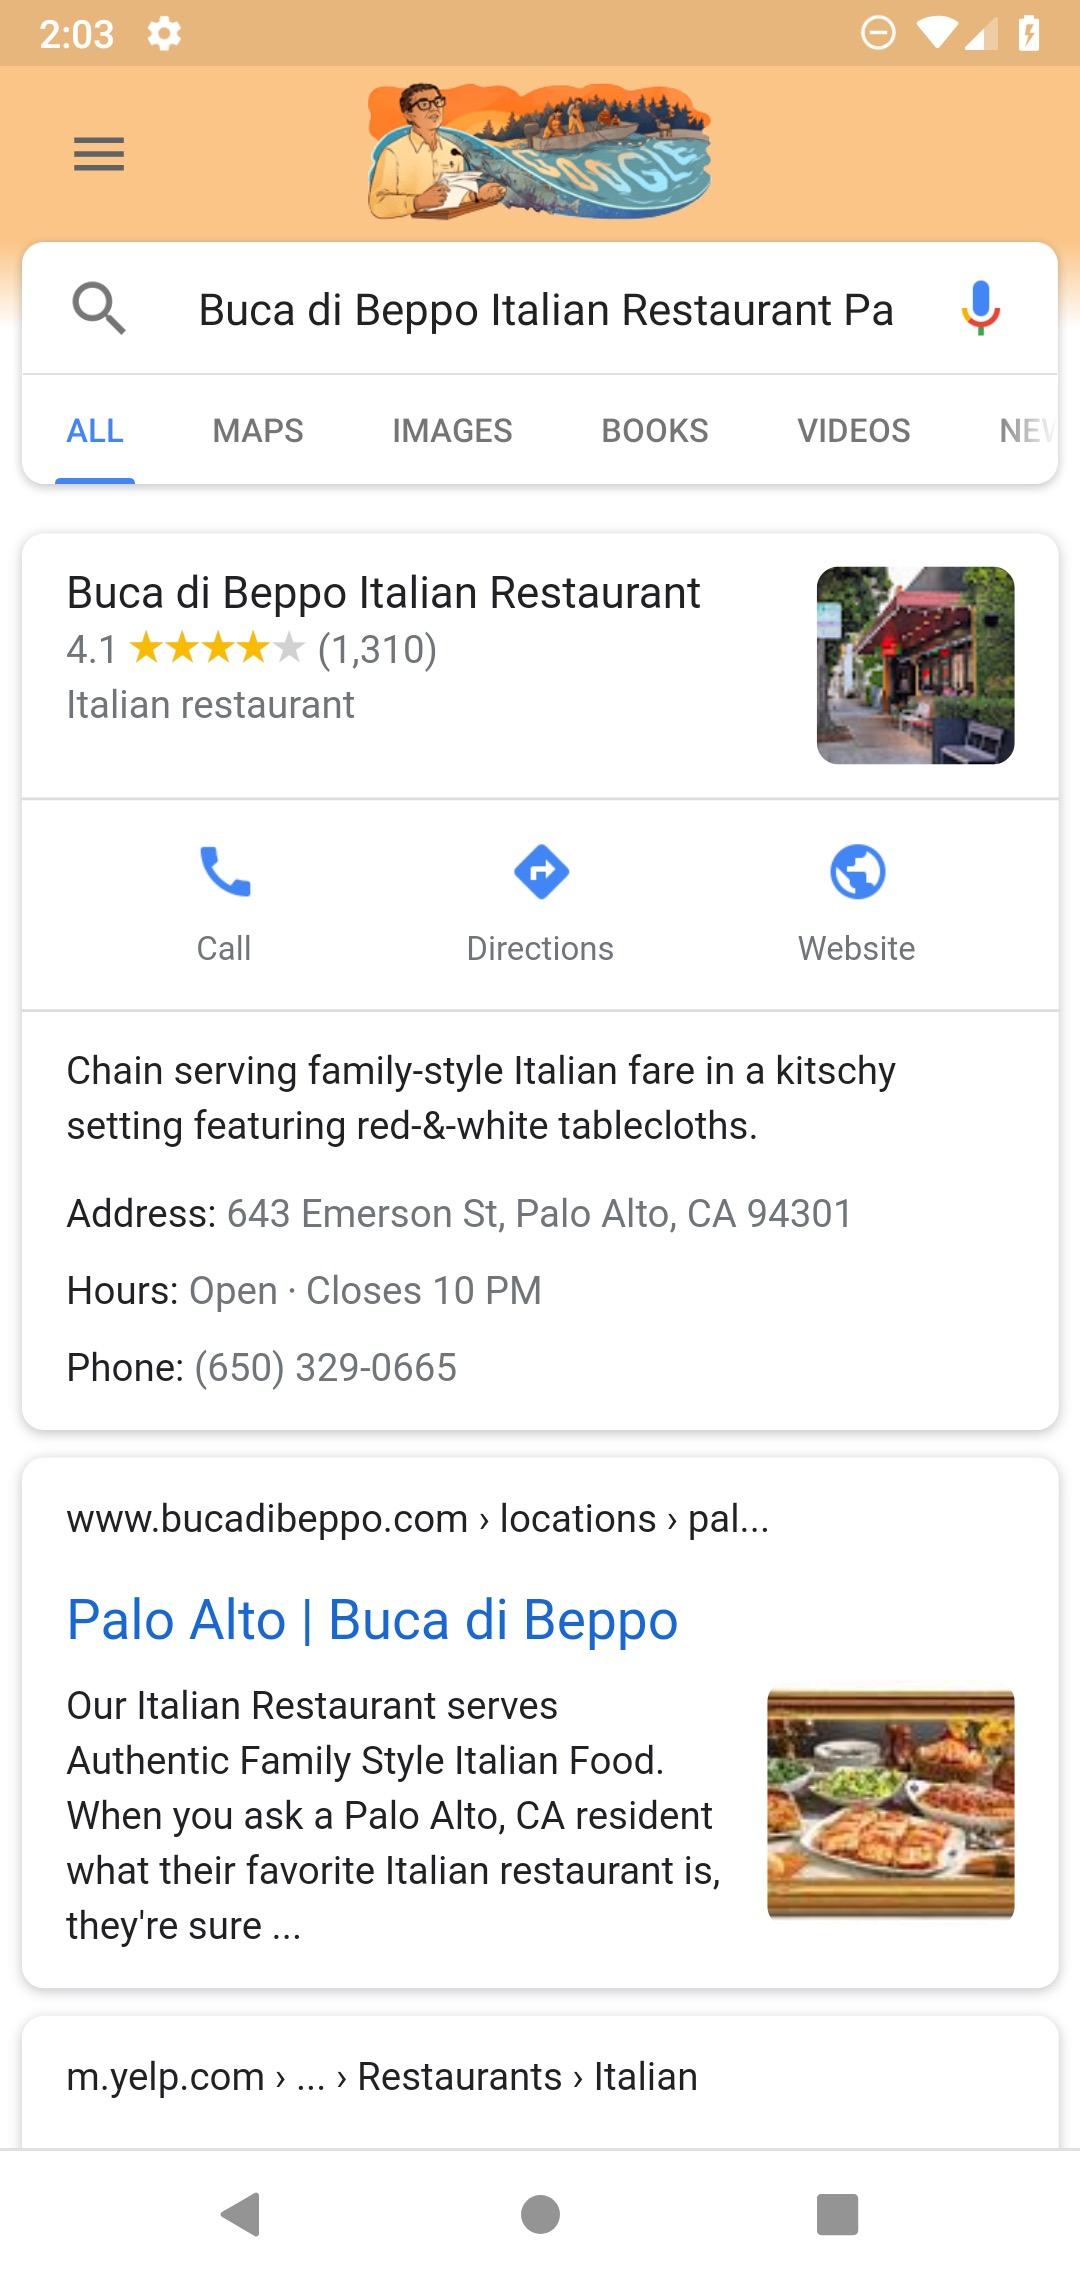 2:03
GOOGLE
Buca di Beppo Italian Restaurant Pa
ALL MAPS IMAGES BOOKS VIDEOS NEW
Buca di Beppo Italian Restaurant
4.1 (1,310)
Italian restaurant
Call Directions Website
Chain serving family-style Italian fare in a kitschy
setting featuring red-&-white tablecloths.
Address: 643 Emerson St, Palo Alto, CA 94301
Hours: Open · Closes 10 PM
Phone: (650) 329-0665
www.bucadibeppo.com › locations › pal...
Palo Alto | Buca di Beppo
Our Italian Restaurant serves
Authentic Family Style Italian Food.
When you ask a Palo Alto, CA resident
what their favorite Italian restaurant is,
they're sure ...
m.yelp.com › ... › Restaurants › Italian